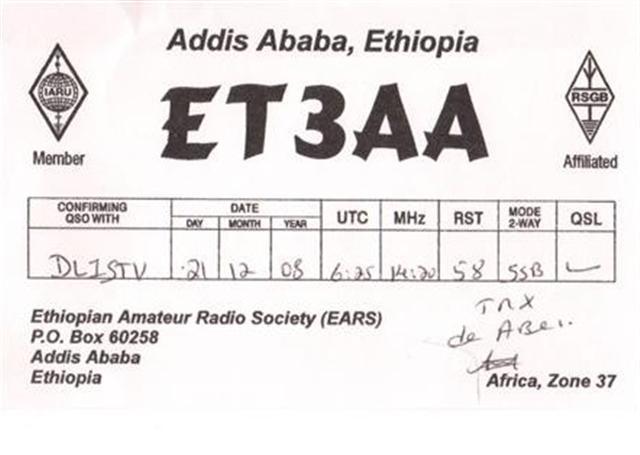 Addis Ababa, Ethiopia
ET3AA
IARU
Member
RSGB
Affiliated
CONFIRMING QSO WITH DATE UTC MHz RST MODE 2-WAY QSL
DAY MONTH YEAR
DL1STV 21 12 08 6:25 14:20 58 SSB
Ethiopian Amateur Radio Society (EARS)
P.O. Box 60258
Addis Ababa
Ethiopia
TNX
de
Africa, Zone 37